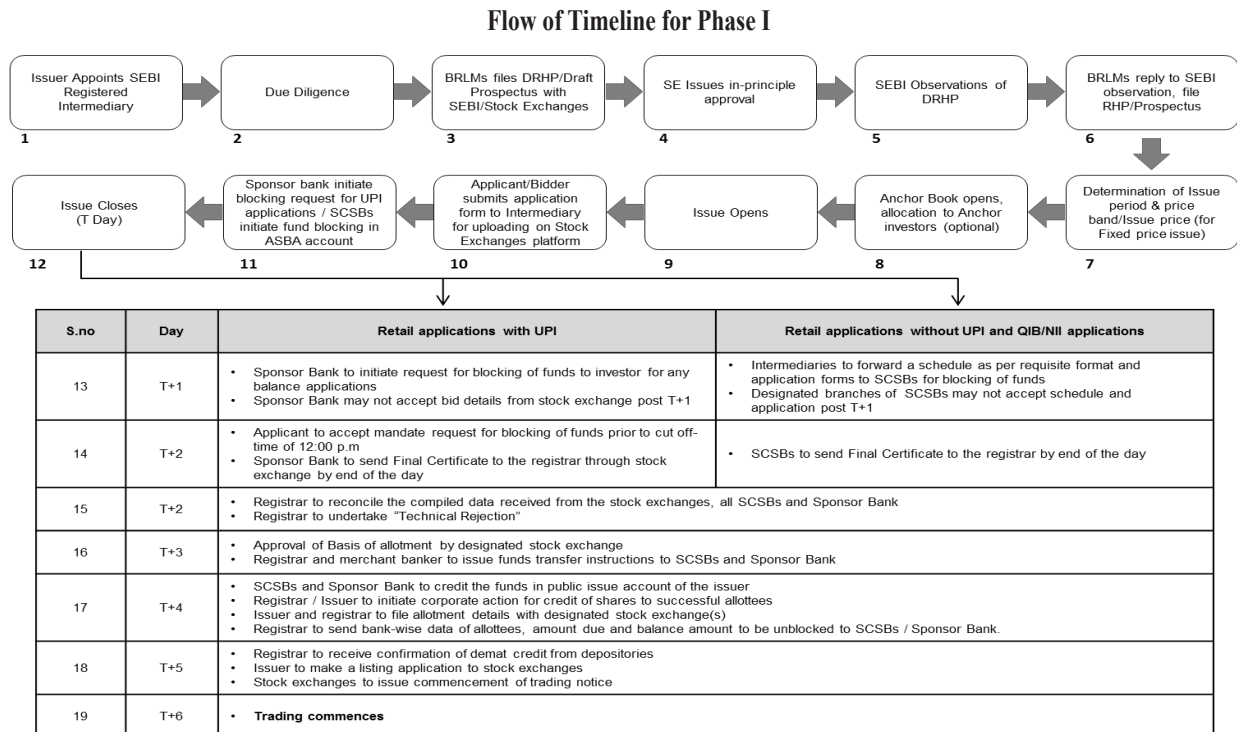 Flow of Timeline for Phase I
Issuer Appoints SEBI
Registered
Intermediary
1
Due Diligence
2
BRLMs files DRHP/Draft
Prospectus with
SEBI/Stock Exchanges
3
SE Issues in-principle
approval
4
SEBI Observations of
DRHP
5
BRLMs reply to SEBI
observation, file
RHP/Prospectus
6
Determination of Issue
period & price
band/Issue price (for
Fixed price issue)
7
Anchor Book opens,
allocation to Anchor
investors (optional)
8
Issue Opens
9
Applicant/Bidder
submits application
form to Intermediary
for uploading on Stock
Exchanges platform
10
Sponsor bank initiate
blocking request for UPI
applications / SCSBs
initiate fund blocking in
ASBA account
11
Issue Closes
(T Day)
12
S.no Day Retail applications with UPI Retail applications without UPI and QIB/NII applications
13 T+1
• Sponsor Bank to initiate request for blocking of funds to investor for any
balance applications
• Sponsor Bank may not accept bid details from stock exchange post T+1
• Intermediaries to forward a schedule as per requisite format and
application forms to SCSBs for blocking of funds
• Designated branches of SCSBs may not accept schedule and
application post T+1
14 T+2
• Applicant to accept mandate request for blocking of funds prior to cut off-
time of 12:00 p.m
• Sponsor Bank to send Final Certificate to the registrar through stock
exchange by end of the day
• SCSBs to send Final Certificate to the registrar by end of the day
15 T+2
• Registrar to reconcile the compiled data received from the stock exchanges, all SCSBs and Sponsor Bank
• Registrar to undertake “Technical Rejection”
16 T+3
• Approval of Basis of allotment by designated stock exchange
• Registrar and merchant banker to issue funds transfer instructions to SCSBs and Sponsor Bank
17 T+4
• SCSBs and Sponsor Bank to credit the funds in public issue account of the issuer
• Registrar / Issuer to initiate corporate action for credit of shares to successful allottees
• Issuer and registrar to file allotment details with designated stock exchange(s)
• Registrar to send bank-wise data of allottees, amount due and balance amount to be unblocked to SCSBs / Sponsor Bank.
18 T+5
• Registrar to receive confirmation of demat credit from depositories
• Issuer to make a listing application to stock exchanges
• Stock exchanges to issue commencement of trading notice
19 T+6
• Trading commences